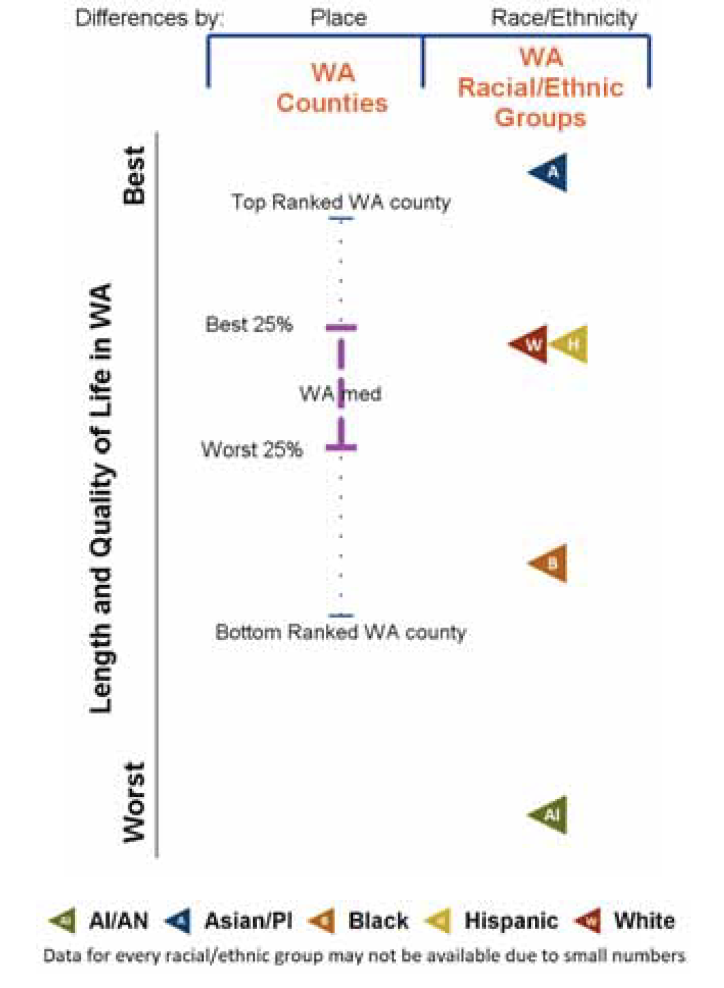 Differences by: Place Race/Ethnicity
WA
Counties
WA
Racial/Ethnic
Groups
Best
Length and Quality of Life in WA
Worst
A
Top Ranked WA county
Best 25%
W H
WA med
Worst 25%
B
Bottom Ranked WA county
AI
AI AI/AN A Asian/PI B Black H Hispanic W White
Data for every racial/ethnic group may not be available due to small numbers